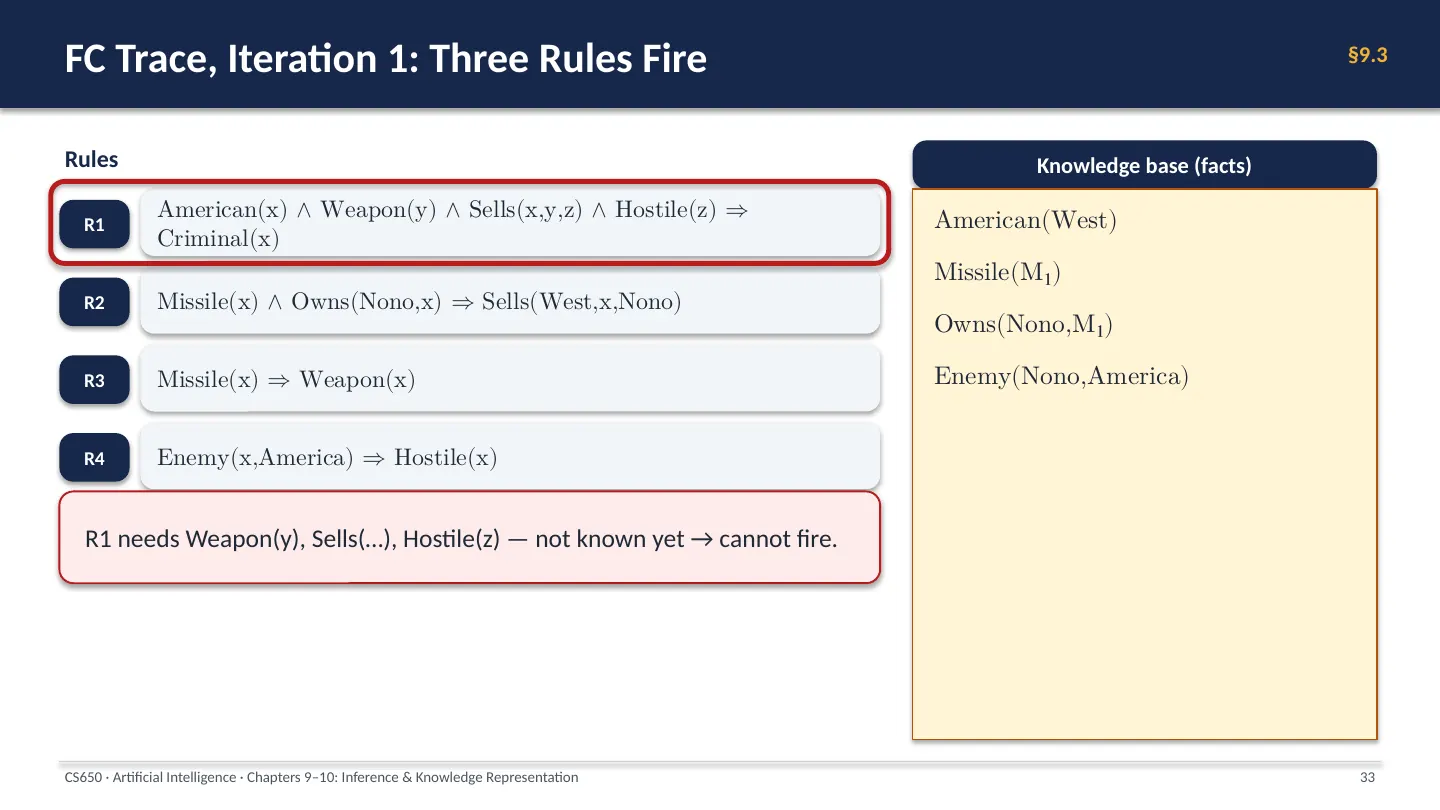 FC Trace, Iteration 1: Three Rules Fire
§9.3
Rules
R1
American(x) ∧ Weapon(y) ∧ Sells(x,y,z) ∧ Hostile(z) ⇒
Criminal(x)
R2
Missile(x) ∧ Owns(Nono,x) ⇒ Sells(West,x,Nono)
R3
Missile(x) ⇒ Weapon(x)
R4
Enemy(x,America) ⇒ Hostile(x)
R1 needs Weapon(y), Sells(…), Hostile(z) — not known yet → cannot fire.
Knowledge base (facts)
American(West)
Missile(M₁)
Owns(Nono,M₁)
Enemy(Nono,America)
CS650 · Artificial Intelligence · Chapters 9–10: Inference & Knowledge Representation
33